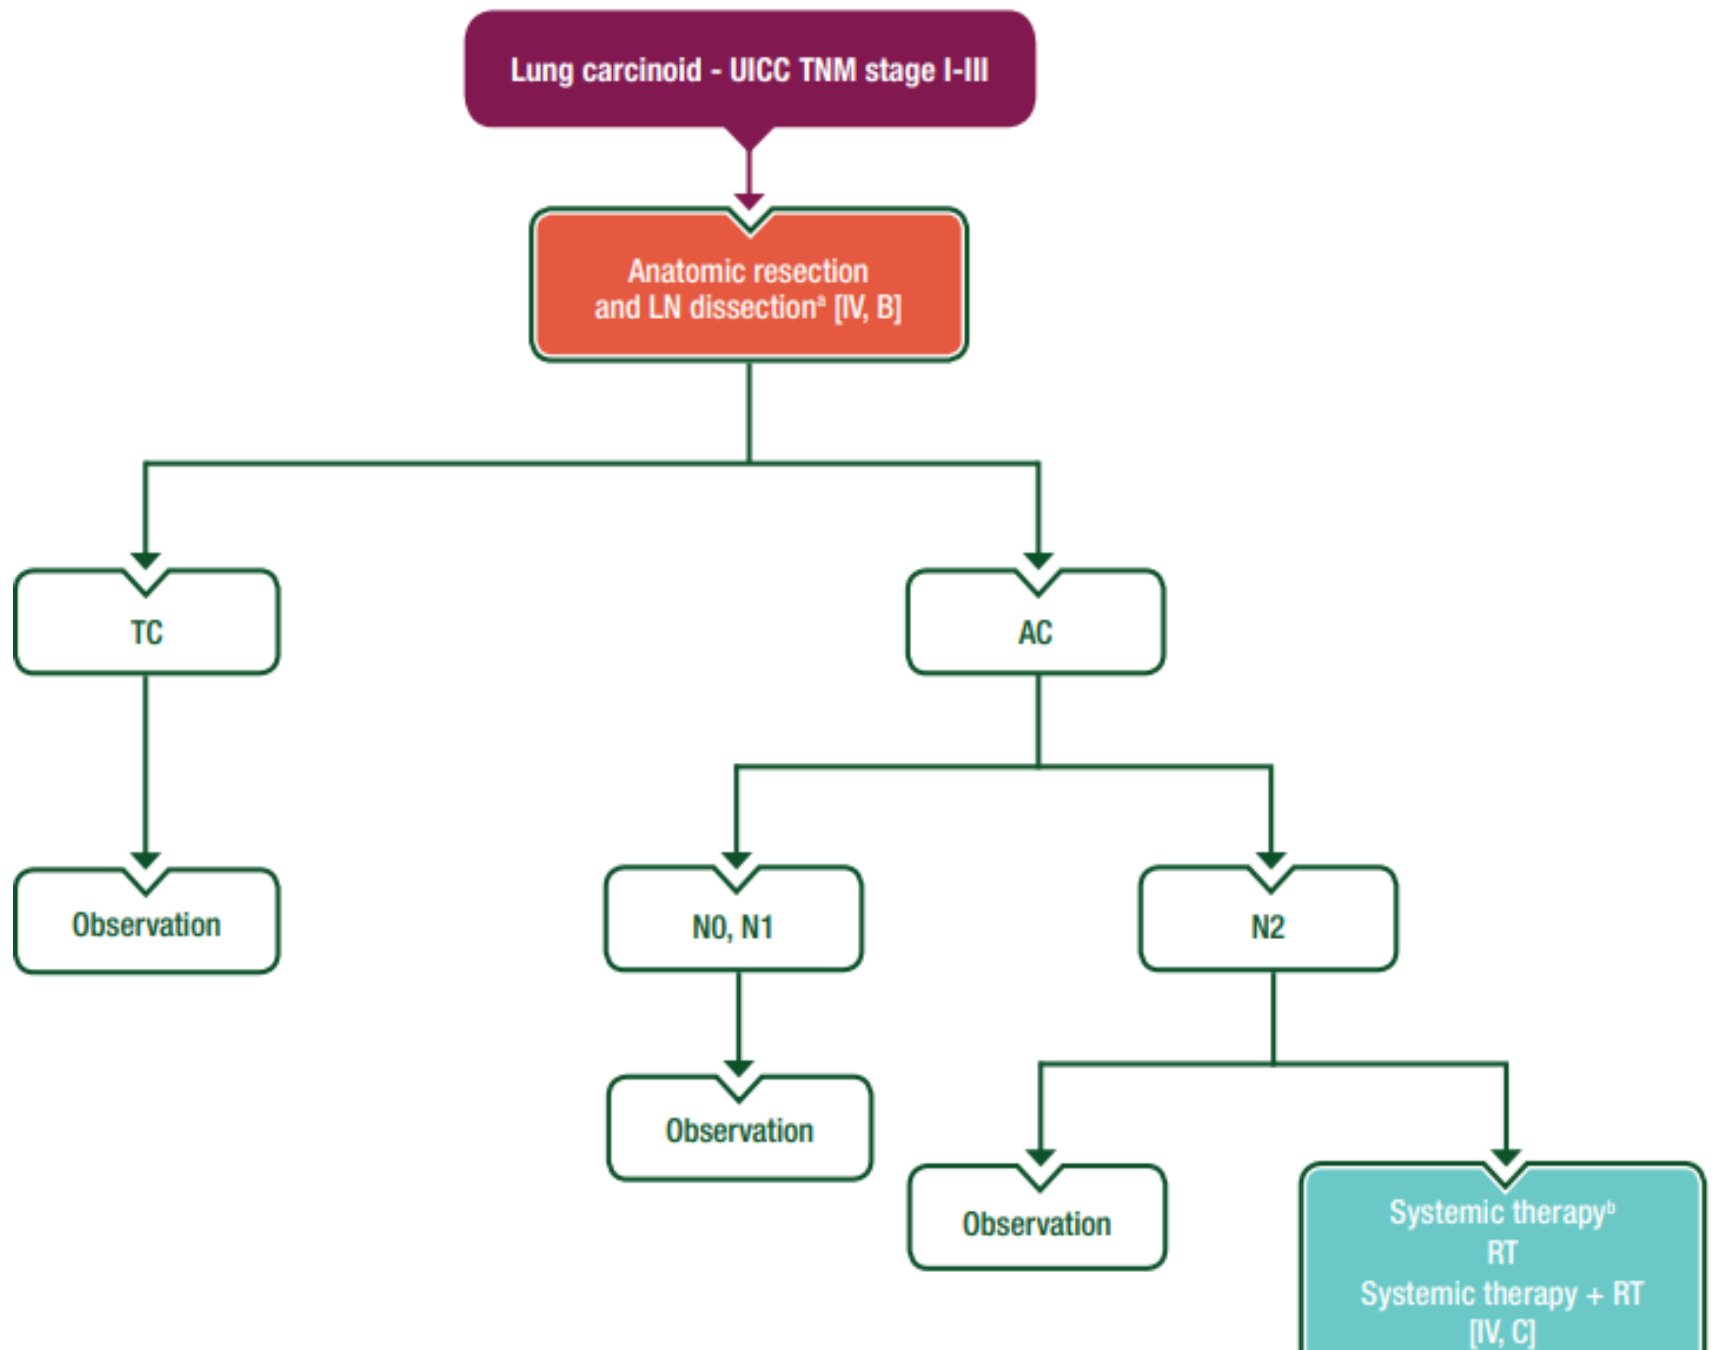 Lung carcinoid - UICC TNM stage I-III
Anatomic resection
and LN dissectionᵃ [IV, B]
TC
AC
Observation
N0, N1
N2
Observation
Observation
Systemic therapyᵇ
RT
Systemic therapy + RT
[IV, C]